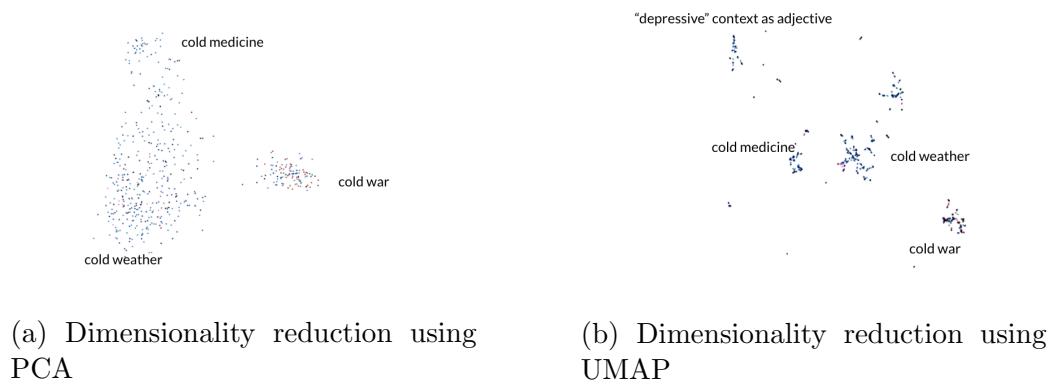 cold medicine
cold war
cold weather
(a) Dimensionality reduction using
PCA
“depressive” context as adjective
cold medicine
cold weather
cold war
(b) Dimensionality reduction using
UMAP